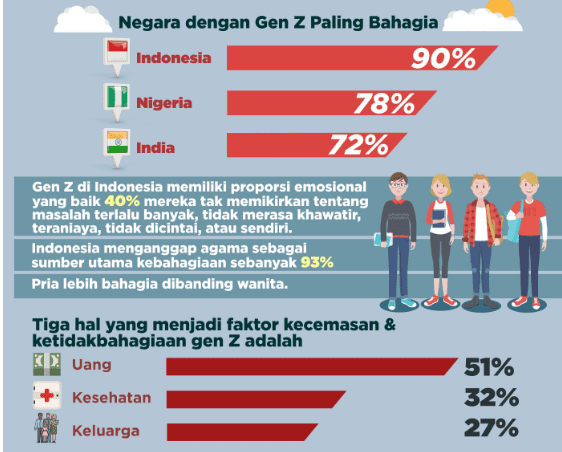 Negara dengan Gen Z Paling Bahagia
Indonesia 90%
Nigeria 78%
India 72%
Gen Z di Indonesia memiliki proporsi emosional
yang baik 40% mereka tak memikirkan tentang
masalah terlalu banyak, tidak merasa khawatir,
teraniaya, tidak dicintai, atau sendiri.
Indonesia menganggap agama sebagai
sumber utama kebahagiaan sebanyak 93%
Pria lebih bahagia dibanding wanita.
Tiga hal yang menjadi faktor kecemasan &
ketidakbahagiaan gen Z adalah
Uang 51%
Kesehatan 32%
Keluarga 27%